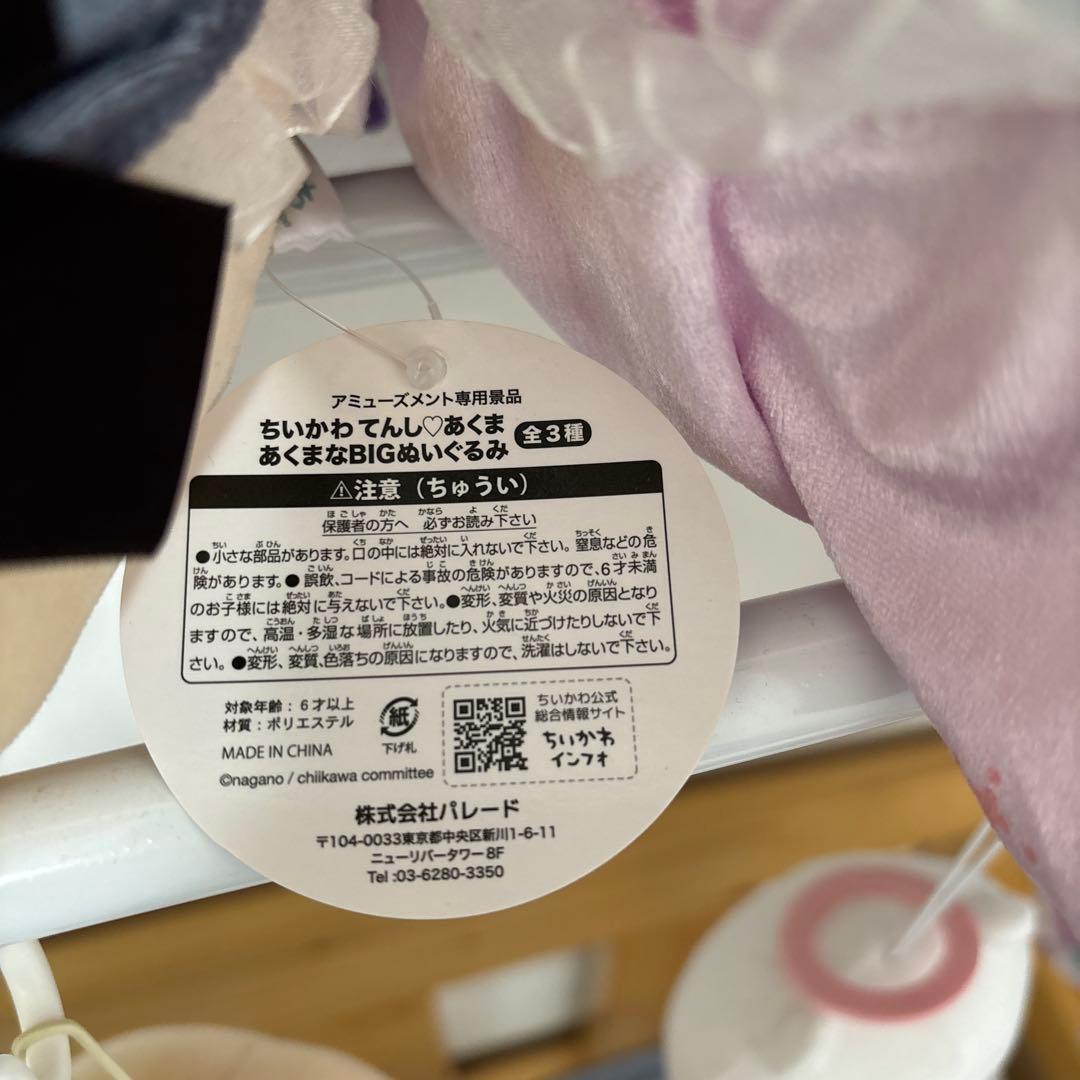 アミューズメント専用景品
ちいかわ てんし♡あくま
あくまなBIGぬいぐるみ 全3種
⚠注意（ちゅうい）
保護者の方へ 必ずお読み下さい
●小さな部品があります。口の中には絶対に入れないで下さい。窒息などの危
険があります。●誤飲、コードによる事故の危険がありますので、6才未満
のお子様には絶対に与えないで下さい。●変形、変質や火災の原因となり
ますので、高温・多湿な場所に放置したり、火気に近づけたりしないで下
さい。●変形、変質、色落ちの原因になりますので、洗濯はしないで下さい。
対象年齢：6才以上
材質：ポリエステル
MADE IN CHINA
©nagano / chiikawa committee
紙
下げ札
ちいかわ公式
総合情報サイト
ちいかわ
インフォ
株式会社パレード
〒104-0033東京都中央区新川1-6-11
ニューリバータワー8F
Tel :03-6280-3350